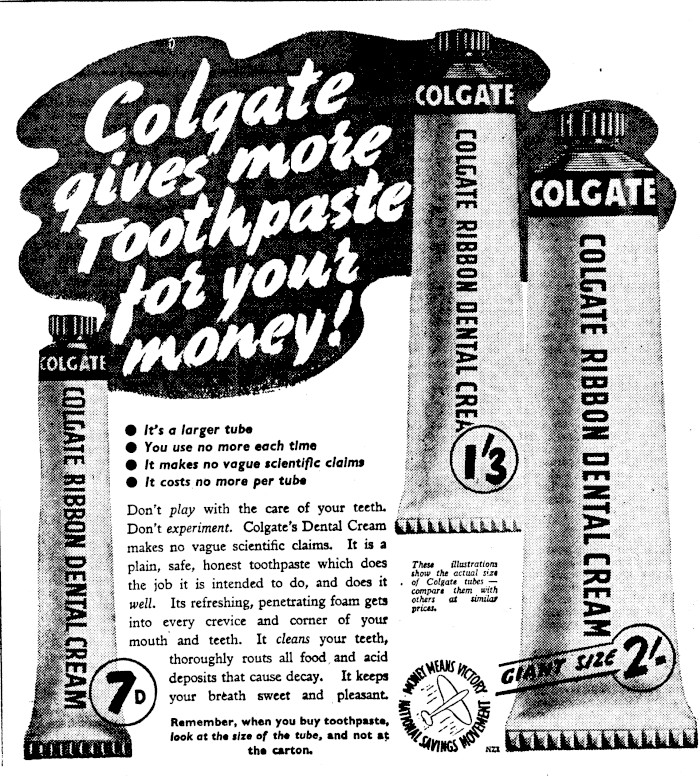 Colgate
gives more
Toothpaste
for your
money!
COLGATE
COLGATE RIBBON DENTAL CREA
1'3
COLGATE
COLGATE RIBBON DENTAL CREAM
GIANT SIZE 2/-
COLGATE
COLGATE RIBBON DENTAL CREAM
7D
● It's a larger tube
● You use no more each time
● It makes no vague scientific claims
● It costs no more per tube
Don't play with the care of your teeth.
Don't experiment. Colgate's Dental Cream
makes no vague scientific claims. It is a
plain, safe, honest toothpaste which does
the job it is intended to do, and does it
well. Its refreshing, penetrating foam gets
into every crevice and corner of your
mouth and teeth. It cleans your teeth,
thoroughly routs all food and acid
deposits that cause decay. It keeps
your breath sweet and pleasant.
Remember, when you buy toothpaste,
look at the size of the tube, and not at
the carton.
These illustrations
show the actual size
of Colgate tubes —
compare them with
others at similar
prices.
MONEY MEANS VICTORY
NATIONAL SAVINGS MOVEMENT